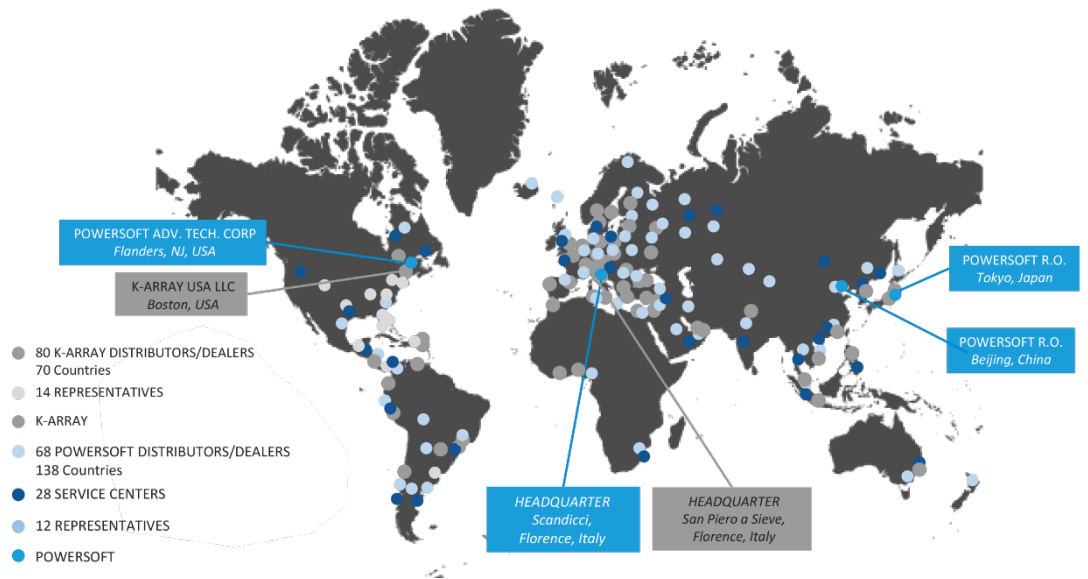 POWERSOFT ADV. TECH. CORP
Flanders, NJ, USA
K-ARRAY USA LLC
Boston, USA
POWERSOFT R.O.
Tokyo, Japan
POWERSOFT R.O.
Beijing, China
80 K-ARRAY DISTRIBUTORS/DEALERS
70 Countries
14 REPRESENTATIVES
K-ARRAY
68 POWERSOFT DISTRIBUTORS/DEALERS
138 Countries
28 SERVICE CENTERS
12 REPRESENTATIVES
POWERSOFT
HEADQUARTER
Scandicci,
Florence, Italy
HEADQUARTER
San Piero a Sieve,
Florence, Italy